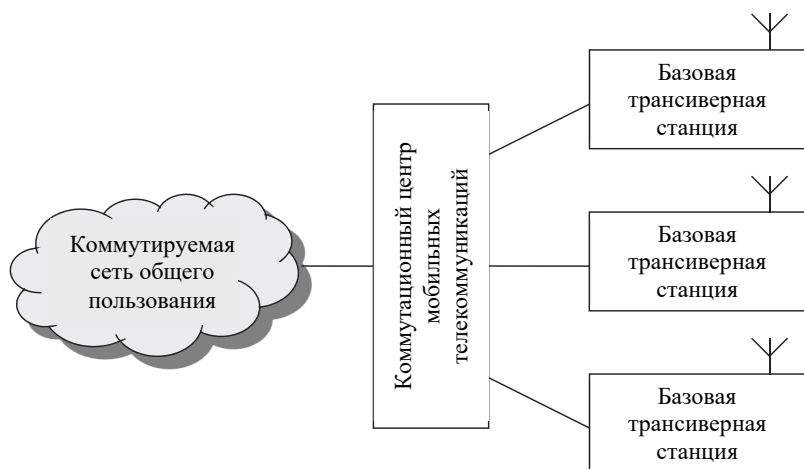 Коммутируемая
сеть общего
пользования
Коммутационный центр
мобильных
телекоммуникаций
Базовая
трансиверная
станция
Базовая
трансиверная
станция
Базовая
трансиверная
станция